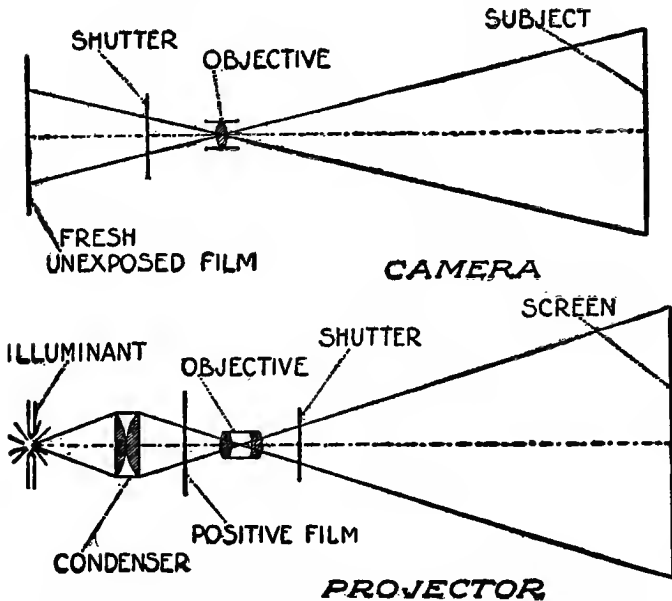 SHUTTER
OBJECTIVE
SUBJECT
FRESH
UNEXPOSED FILM
CAMERA
ILLUMINANT
OBJECTIVE
SHUTTER
SCREEN
CONDENSER
POSITIVE FILM
PROJECTOR